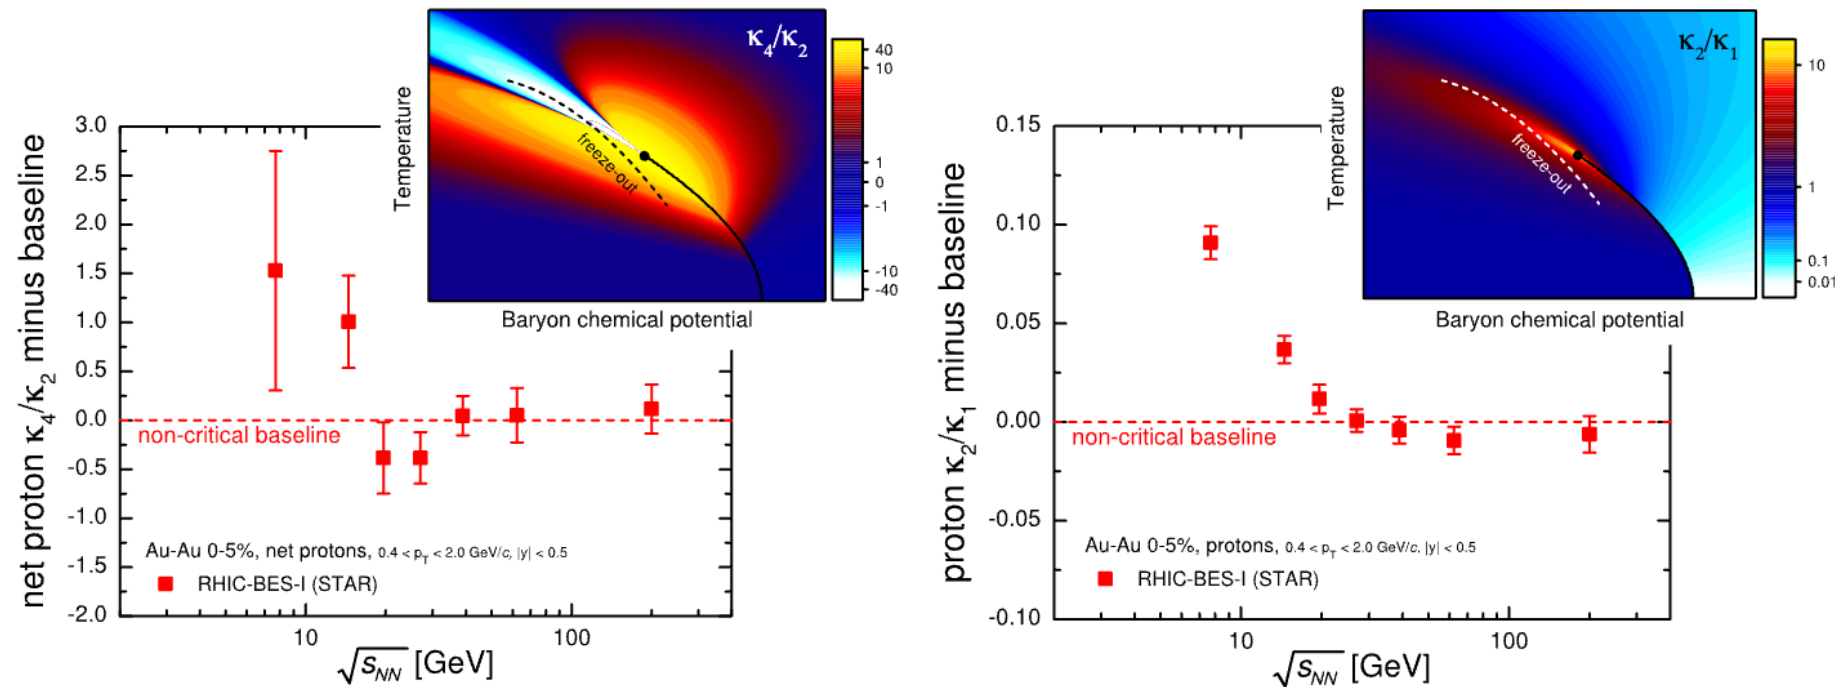 κ₄/κ₂
40
10
1
0
-1
-10
-40
Temperature
freeze-out
Baryon chemical potential
net proton κ₄/κ₂ minus baseline
3.0
2.5
2.0
1.5
1.0
0.5
0.0
-0.5
-1.0
-1.5
-2.0
non-critical baseline
Au-Au 0-5%, net protons, 0.4 < p_T < 2.0 GeV/c, |y| < 0.5
RHIC-BES-I (STAR)
10
100
√s_NN [GeV]
κ₂/κ₁
10
1
0.1
0.01
Temperature
freeze-out
Baryon chemical potential
proton κ₂/κ₁ minus baseline
0.15
0.10
0.05
0.00
-0.05
-0.10
non-critical baseline
Au-Au 0-5%, protons, 0.4 < p_T < 2.0 GeV/c, |y| < 0.5
RHIC-BES-I (STAR)
10
100
√s_NN [GeV]